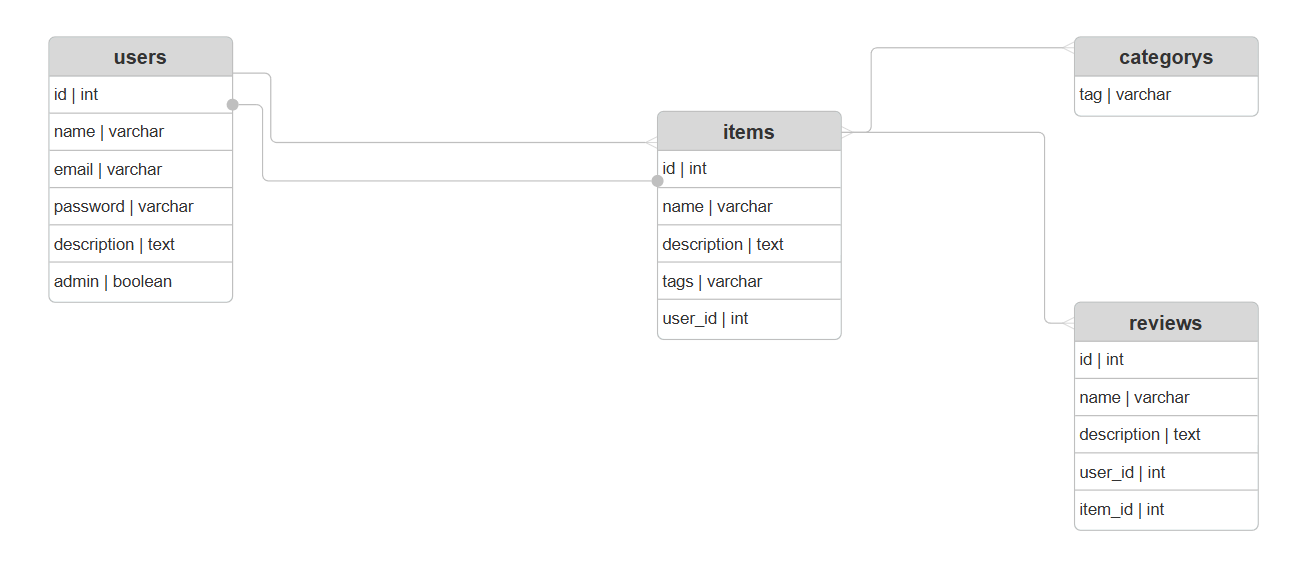 users
id | int
name | varchar
email | varchar
password | varchar
description | text
admin | boolean
items
id | int
name | varchar
description | text
tags | varchar
user_id | int
categorys
tag | varchar
reviews
id | int
name | varchar
description | text
user_id | int
item_id | int